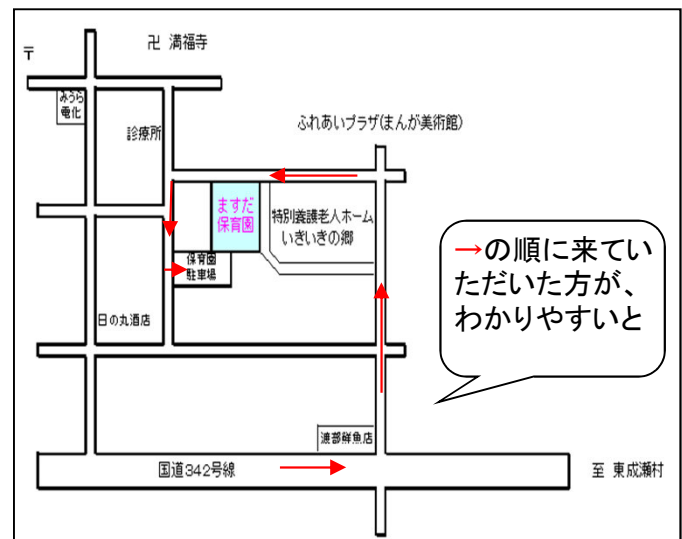 〒
卍 満福寺
みうら
電化
診療所
ふれあいプラザ(まんが美術館)
ますだ
保育園
特別養護老人ホーム
いきいきの郷
保育園
駐車場
→の順に来てい
ただいた方が、
わかりやすいと
日の丸酒店
渡部鮮魚店
国道342号線
至 東成瀬村